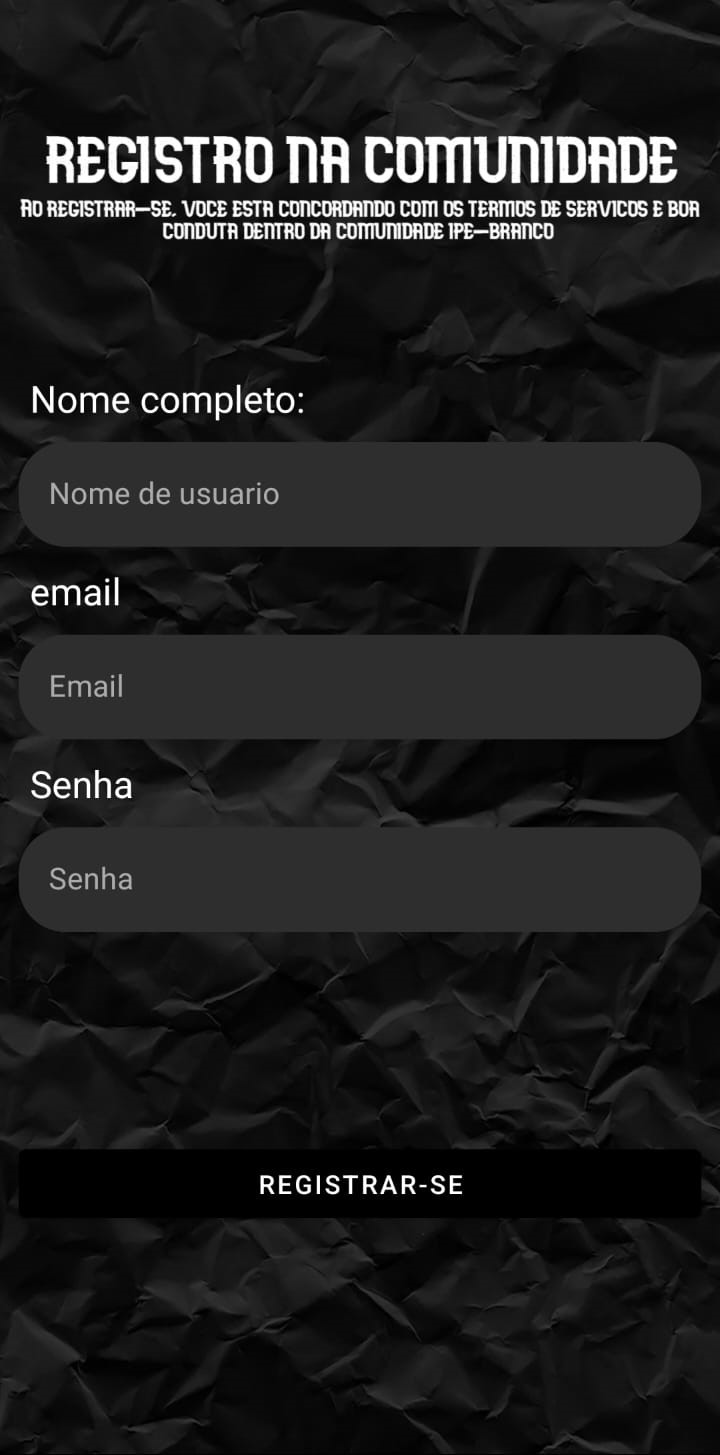 REGISTRO NA COMUNIDADE
AO REGISTRAR-SE. VOCE ESTA CONCORDANDO COM OS TERMOS DE SERVICOS E BOA
CONDUTA DENTRO DA COMUNIDADE IPE-BRANCO
Nome completo:
Nome de usuario
email
Email
Senha
Senha
REGISTRAR-SE